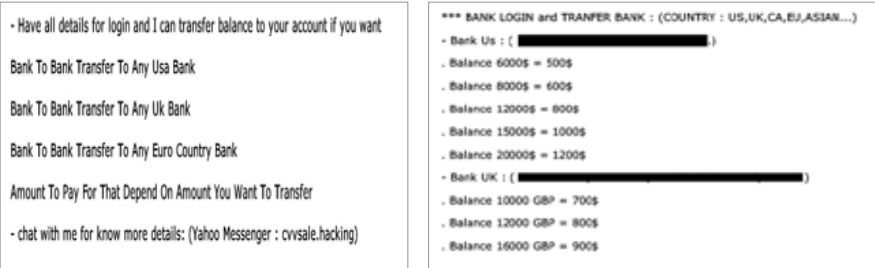 - Have all details for login and I can transfer balance to your account if you want
Bank To Bank Transfer To Any Usa Bank
Bank To Bank Transfer To Any Uk Bank
Bank To Bank Transfer To Any Euro Country Bank
Amount To Pay For That Depend On Amount You Want To Transfer
- chat with me for know more details: (Yahoo Messenger : cvvsale.hacking)
*** BANK LOGIN and TRANFER BANK : (COUNTRY : US,UK,CA,EU,ASIAN...)
- Bank Us : ( .)
. Balance 6000$ = 500$
. Balance 8000$ = 600$
. Balance 12000$ = 800$
. Balance 15000$ = 1000$
. Balance 20000$ = 1200$
- Bank UK : ( )
. Balance 10000 GBP = 700$
. Balance 12000 GBP = 800$
. Balance 16000 GBP = 900$